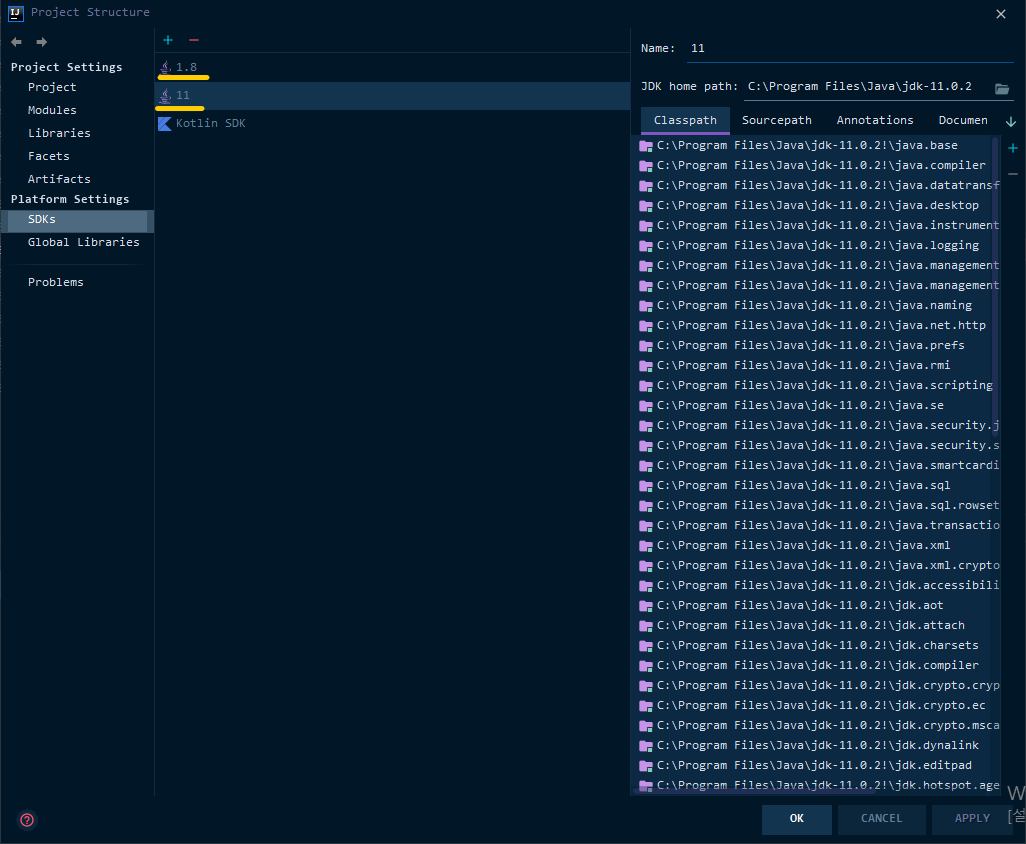 IJ Project Structure
Project Settings
Project
Modules
Libraries
Facets
Artifacts
Platform Settings
SDKs
Global Libraries
Problems
1.8
11
Kotlin SDK
Name: 11
JDK home path: C:\Program Files\Java\jdk-11.0.2
Classpath Sourcepath Annotations Documen
C:\Program Files\Java\jdk-11.0.2!\java.base
C:\Program Files\Java\jdk-11.0.2!\java.compiler
C:\Program Files\Java\jdk-11.0.2!\java.datatransf
C:\Program Files\Java\jdk-11.0.2!\java.desktop
C:\Program Files\Java\jdk-11.0.2!\java.instrument
C:\Program Files\Java\jdk-11.0.2!\java.logging
C:\Program Files\Java\jdk-11.0.2!\java.management
C:\Program Files\Java\jdk-11.0.2!\java.management
C:\Program Files\Java\jdk-11.0.2!\java.naming
C:\Program Files\Java\jdk-11.0.2!\java.net.http
C:\Program Files\Java\jdk-11.0.2!\java.prefs
C:\Program Files\Java\jdk-11.0.2!\java.rmi
C:\Program Files\Java\jdk-11.0.2!\java.scripting
C:\Program Files\Java\jdk-11.0.2!\java.se
C:\Program Files\Java\jdk-11.0.2!\java.security.j
C:\Program Files\Java\jdk-11.0.2!\java.security.s
C:\Program Files\Java\jdk-11.0.2!\java.smartcardi
C:\Program Files\Java\jdk-11.0.2!\java.sql
C:\Program Files\Java\jdk-11.0.2!\java.sql.rowset
C:\Program Files\Java\jdk-11.0.2!\java.transactio
C:\Program Files\Java\jdk-11.0.2!\java.xml
C:\Program Files\Java\jdk-11.0.2!\java.xml.crypto
C:\Program Files\Java\jdk-11.0.2!\jdk.accessibili
C:\Program Files\Java\jdk-11.0.2!\jdk.aot
C:\Program Files\Java\jdk-11.0.2!\jdk.attach
C:\Program Files\Java\jdk-11.0.2!\jdk.charsets
C:\Program Files\Java\jdk-11.0.2!\jdk.compiler
C:\Program Files\Java\jdk-11.0.2!\jdk.crypto.cryp
C:\Program Files\Java\jdk-11.0.2!\jdk.crypto.ec
C:\Program Files\Java\jdk-11.0.2!\jdk.crypto.msca
C:\Program Files\Java\jdk-11.0.2!\jdk.dynalink
C:\Program Files\Java\jdk-11.0.2!\jdk.editpad
C:\Program Files\Java\jdk-11.0.2!\jdk.hotspot.age
W
[설
OK CANCEL APPLY